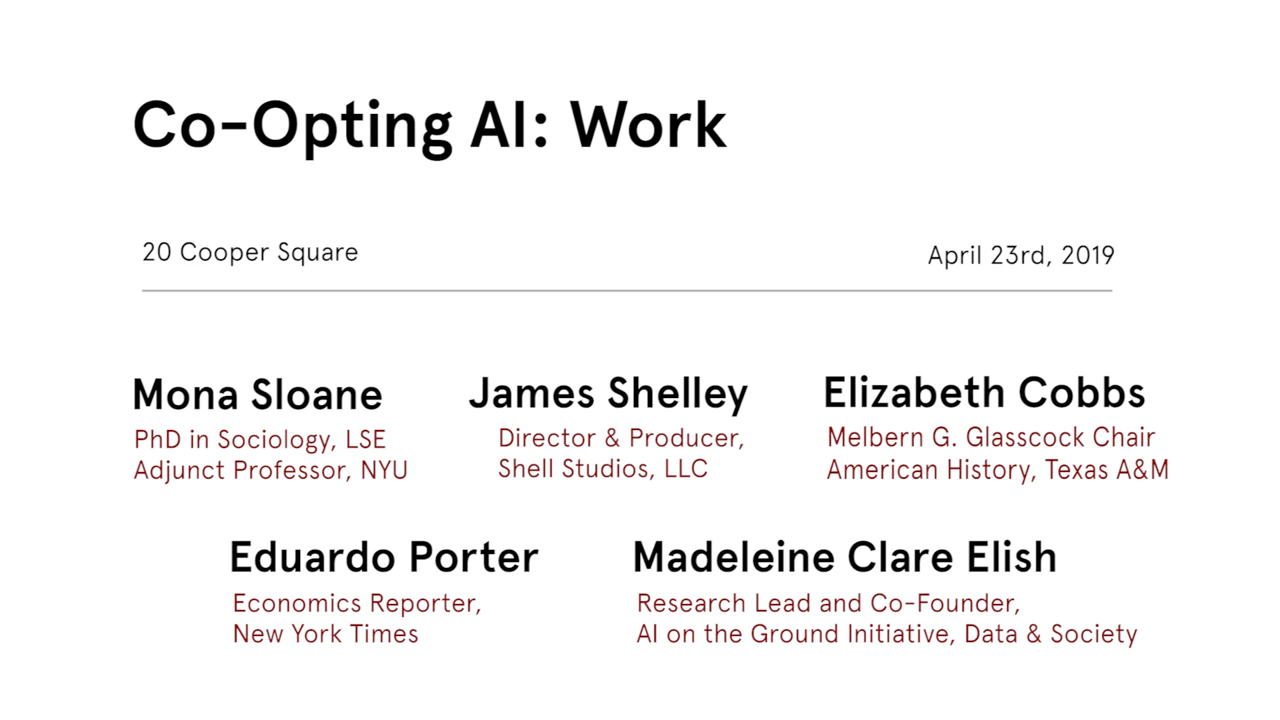 Co-Opting AI: Work
20 Cooper Square
April 23rd, 2019
Mona Sloane
PhD in Sociology, LSE
Adjunct Professor, NYU
James Shelley
Director & Producer,
Shell Studios, LLC
Elizabeth Cobbs
Melbern G. Glasscock Chair
American History, Texas A&M
Eduardo Porter
Economics Reporter,
New York Times
Madeleine Clare Elish
Research Lead and Co-Founder,
AI on the Ground Initiative, Data & Society